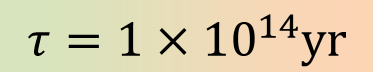 τ = 1 × 10¹⁴yr